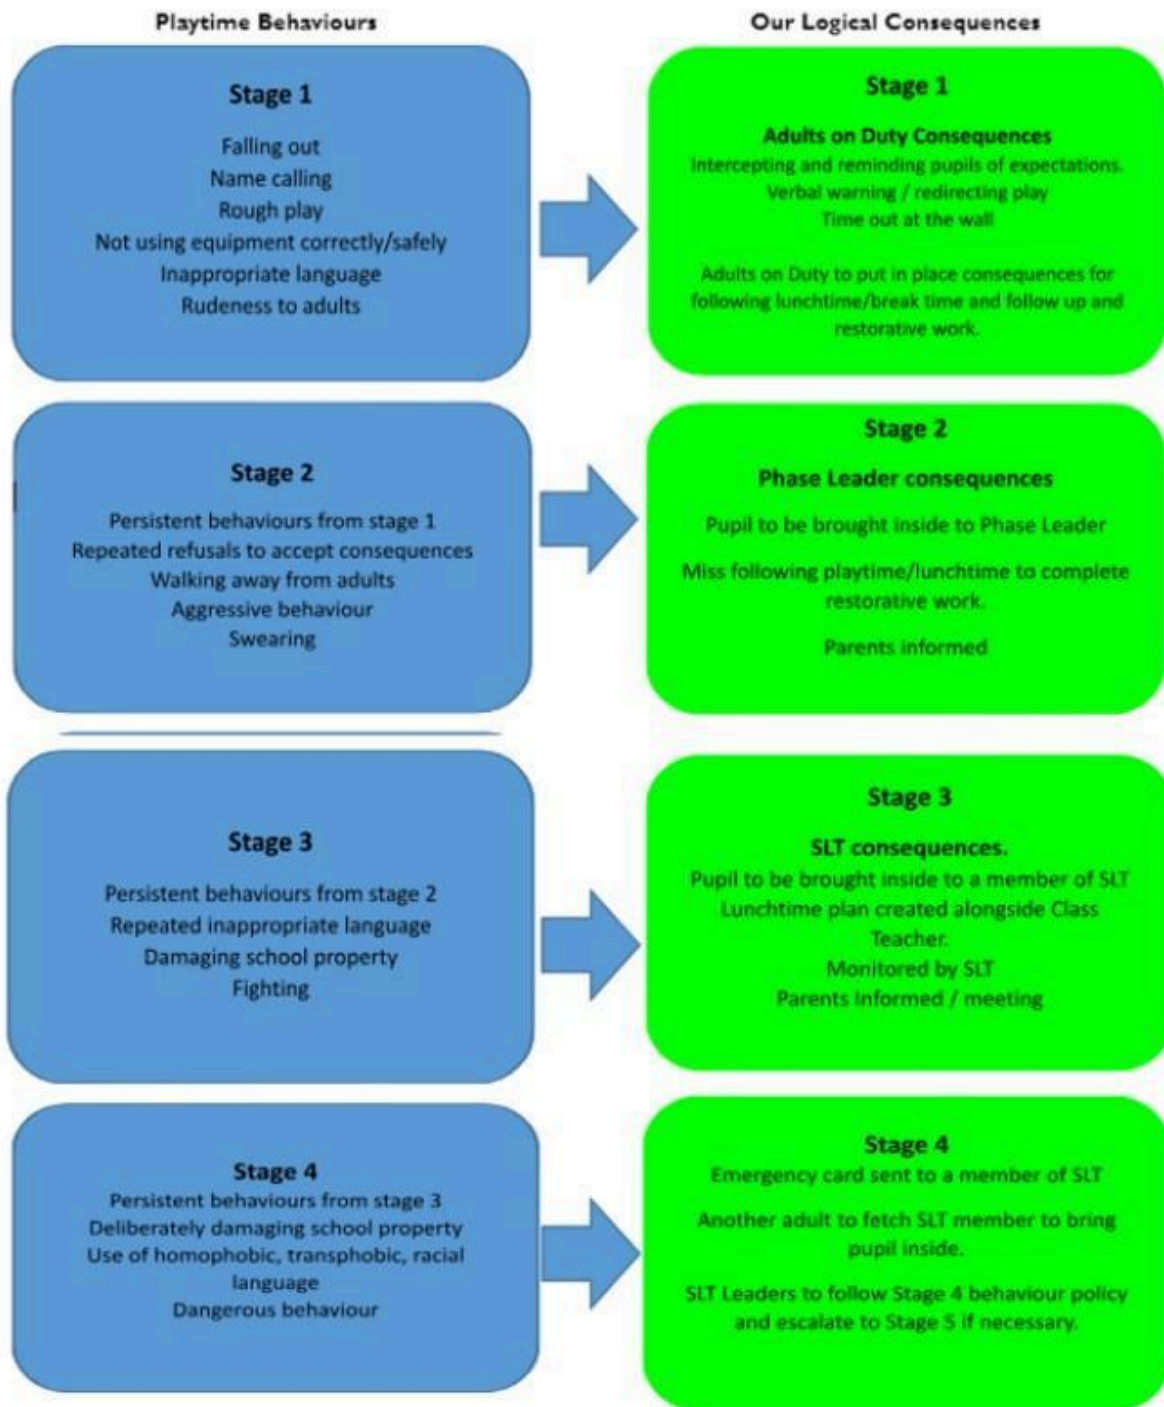 Playtime Behaviours
Our Logical Consequences
Stage 1
Falling out
Name calling
Rough play
Not using equipment correctly/safely
Inappropriate language
Rudeness to adults
Stage 1
Adults on Duty Consequences
Intercepting and reminding pupils of expectations.
Verbal warning / redirecting play
Time out at the wall
Adults on Duty to put in place consequences for
following lunchtime/break time and follow up and
restorative work.
Stage 2
Persistent behaviours from stage 1
Repeated refusals to accept consequences
Walking away from adults
Aggressive behaviour
Swearing
Stage 2
Phase Leader consequences
Pupil to be brought inside to Phase Leader
Miss following playtime/lunchtime to complete
restorative work.
Parents informed
Stage 3
Persistent behaviours from stage 2
Repeated inappropriate language
Damaging school property
Fighting
Stage 3
SLT consequences.
Pupil to be brought inside to a member of SLT
Lunchtime plan created alongside Class
Teacher.
Monitored by SLT
Parents Informed / meeting
Stage 4
Persistent behaviours from stage 3
Deliberately damaging school property
Use of homophobic, transphobic, racial
language
Dangerous behaviour
Stage 4
Emergency card sent to a member of SLT
Another adult to fetch SLT member to bring
pupil inside.
SLT Leaders to follow Stage 4 behaviour policy
and escalate to Stage 5 if necessary.